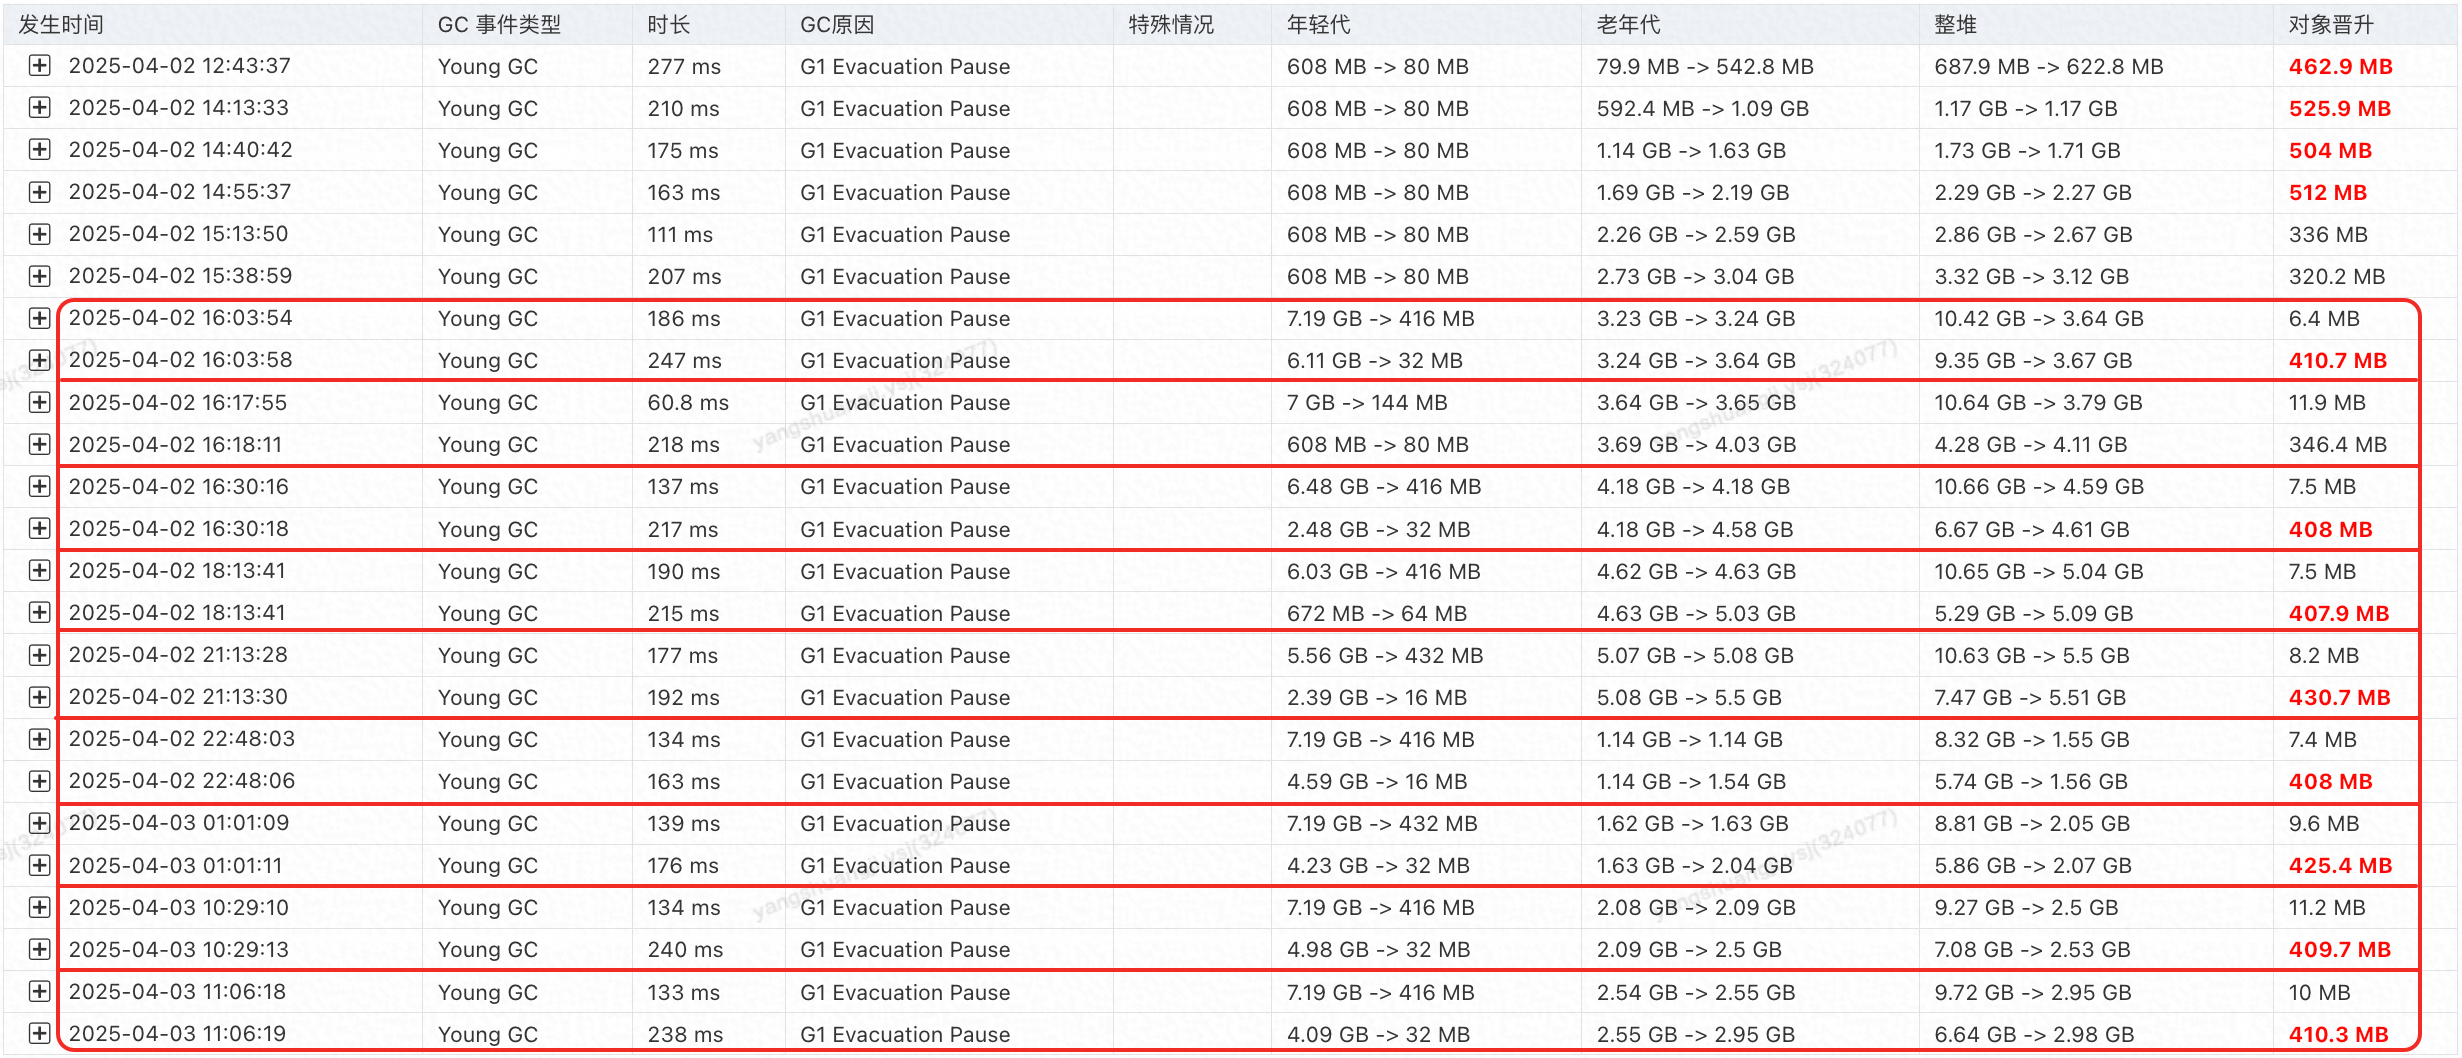 发生时间 GC 事件类型 时长 GC原因 特殊情况 年轻代 老年代 整堆 对象晋升
2025-04-02 12:43:37 Young GC 277 ms G1 Evacuation Pause 608 MB -> 80 MB 79.9 MB -> 542.8 MB 687.9 MB -> 622.8 MB 462.9 MB
2025-04-02 14:13:33 Young GC 210 ms G1 Evacuation Pause 608 MB -> 80 MB 592.4 MB -> 1.09 GB 1.17 GB -> 1.17 GB 525.9 MB
2025-04-02 14:40:42 Young GC 175 ms G1 Evacuation Pause 608 MB -> 80 MB 1.14 GB -> 1.63 GB 1.73 GB -> 1.71 GB 504 MB
2025-04-02 14:55:37 Young GC 163 ms G1 Evacuation Pause 608 MB -> 80 MB 1.69 GB -> 2.19 GB 2.29 GB -> 2.27 GB 512 MB
2025-04-02 15:13:50 Young GC 111 ms G1 Evacuation Pause 608 MB -> 80 MB 2.26 GB -> 2.59 GB 2.86 GB -> 2.67 GB 336 MB
2025-04-02 15:38:59 Young GC 207 ms G1 Evacuation Pause 608 MB -> 80 MB 2.73 GB -> 3.04 GB 3.32 GB -> 3.12 GB 320.2 MB
2025-04-02 16:03:54 Young GC 186 ms G1 Evacuation Pause 7.19 GB -> 416 MB 3.23 GB -> 3.24 GB 10.42 GB -> 3.64 GB 6.4 MB
2025-04-02 16:03:58 Young GC 247 ms G1 Evacuation Pause 6.11 GB -> 32 MB 3.24 GB -> 3.64 GB 9.35 GB -> 3.67 GB 410.7 MB
2025-04-02 16:17:55 Young GC 60.8 ms G1 Evacuation Pause 7 GB -> 144 MB 3.64 GB -> 3.65 GB 10.64 GB -> 3.79 GB 11.9 MB
2025-04-02 16:18:11 Young GC 218 ms G1 Evacuation Pause 608 MB -> 80 MB 3.69 GB -> 4.03 GB 4.28 GB -> 4.11 GB 346.4 MB
2025-04-02 16:30:16 Young GC 137 ms G1 Evacuation Pause 6.48 GB -> 416 MB 4.18 GB -> 4.18 GB 10.66 GB -> 4.59 GB 7.5 MB
2025-04-02 16:30:18 Young GC 217 ms G1 Evacuation Pause 2.48 GB -> 32 MB 4.18 GB -> 4.58 GB 6.67 GB -> 4.61 GB 408 MB
2025-04-02 18:13:41 Young GC 190 ms G1 Evacuation Pause 6.03 GB -> 416 MB 4.62 GB -> 4.63 GB 10.65 GB -> 5.04 GB 7.5 MB
2025-04-02 18:13:41 Young GC 215 ms G1 Evacuation Pause 672 MB -> 64 MB 4.63 GB -> 5.03 GB 5.29 GB -> 5.09 GB 407.9 MB
2025-04-02 21:13:28 Young GC 177 ms G1 Evacuation Pause 5.56 GB -> 432 MB 5.07 GB -> 5.08 GB 10.63 GB -> 5.5 GB 8.2 MB
2025-04-02 21:13:30 Young GC 192 ms G1 Evacuation Pause 2.39 GB -> 16 MB 5.08 GB -> 5.5 GB 7.47 GB -> 5.51 GB 430.7 MB
2025-04-02 22:48:03 Young GC 134 ms G1 Evacuation Pause 7.19 GB -> 416 MB 1.14 GB -> 1.14 GB 8.32 GB -> 1.55 GB 7.4 MB
2025-04-02 22:48:06 Young GC 163 ms G1 Evacuation Pause 4.59 GB -> 16 MB 1.14 GB -> 1.54 GB 5.74 GB -> 1.56 GB 408 MB
2025-04-03 01:01:09 Young GC 139 ms G1 Evacuation Pause 7.19 GB -> 432 MB 1.62 GB -> 1.63 GB 8.81 GB -> 2.05 GB 9.6 MB
2025-04-03 01:01:11 Young GC 176 ms G1 Evacuation Pause 4.23 GB -> 32 MB 1.63 GB -> 2.04 GB 5.86 GB -> 2.07 GB 425.4 MB
2025-04-03 10:29:10 Young GC 134 ms G1 Evacuation Pause 7.19 GB -> 416 MB 2.08 GB -> 2.09 GB 9.27 GB -> 2.5 GB 11.2 MB
2025-04-03 10:29:13 Young GC 240 ms G1 Evacuation Pause 4.98 GB -> 32 MB 2.09 GB -> 2.5 GB 7.08 GB -> 2.53 GB 409.7 MB
2025-04-03 11:06:18 Young GC 133 ms G1 Evacuation Pause 7.19 GB -> 416 MB 2.54 GB -> 2.55 GB 9.72 GB -> 2.95 GB 10 MB
2025-04-03 11:06:19 Young GC 238 ms G1 Evacuation Pause 4.09 GB -> 32 MB 2.55 GB -> 2.95 GB 6.64 GB -> 2.98 GB 410.3 MB